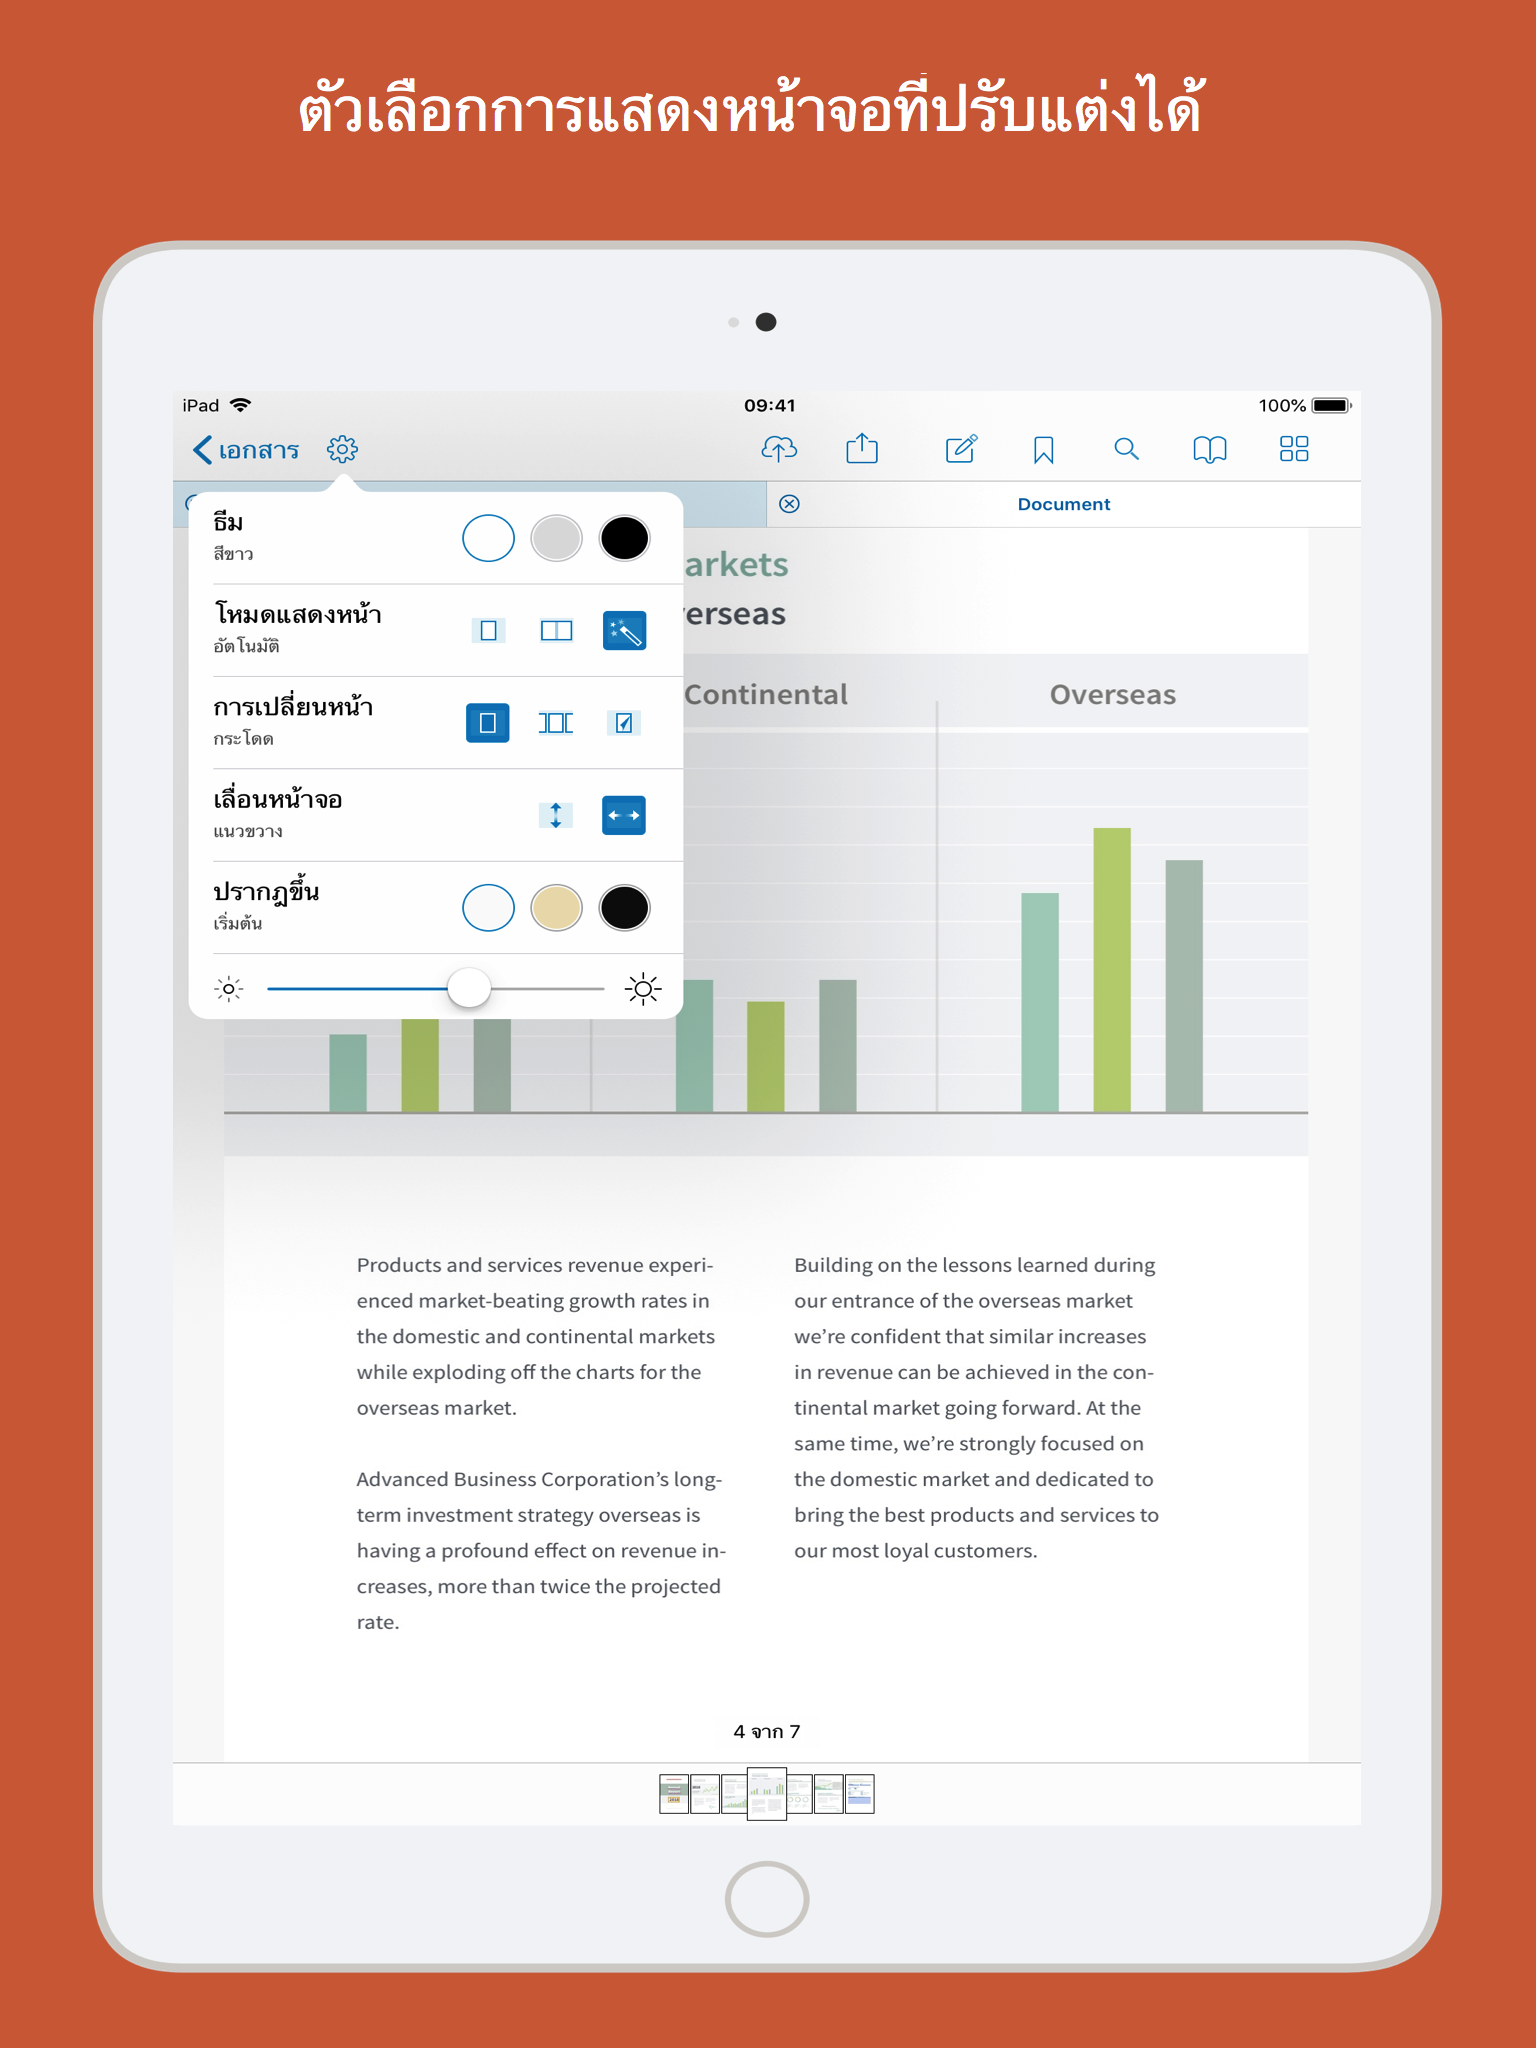 ตัวเลือกการแสดงหน้าจอที่ปรับแต่งได้
iPad
09:41
100%
เอกสาร
Document
ธีม
สีขาว
โหมดแสดงหน้า
อัตโนมัติ
การเปลี่ยนหน้า
กระโดด
เลื่อนหน้าจอ
แนวขวาง
ปรากฏขึ้น
เริ่มต้น
arkets
erseas
Continental
Overseas
Products and services revenue experi-
enced market-beating growth rates in
the domestic and continental markets
while exploding off the charts for the
overseas market.
Advanced Business Corporation’s long-
term investment strategy overseas is
having a profound effect on revenue in-
creases, more than twice the projected
rate.
Building on the lessons learned during
our entrance of the overseas market
we’re confident that similar increases
in revenue can be achieved in the con-
tinental market going forward. At the
same time, we’re strongly focused on
the domestic market and dedicated to
bring the best products and services to
our most loyal customers.
4 จาก 7